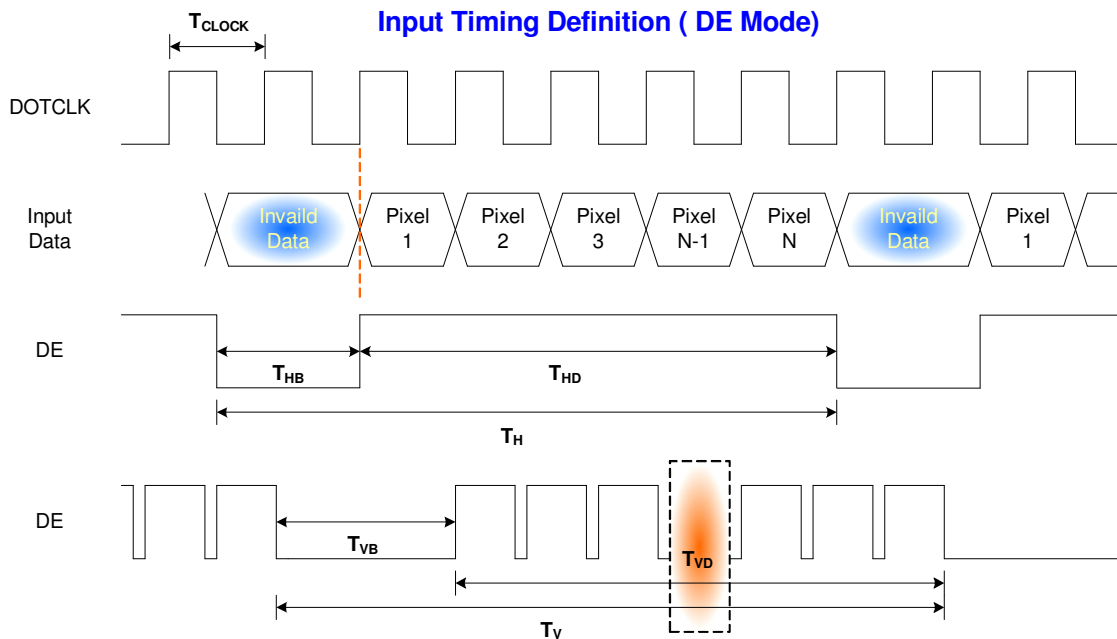 Input Timing Definition ( DE Mode)
TCLOCK
DOTCLK
Input
Data
Invaild
Data
Pixel
1
Pixel
2
Pixel
3
Pixel
N-1
Pixel
N
Invaild
Data
Pixel
1
DE
THB
THD
TH
DE
TVB
TVD
TV